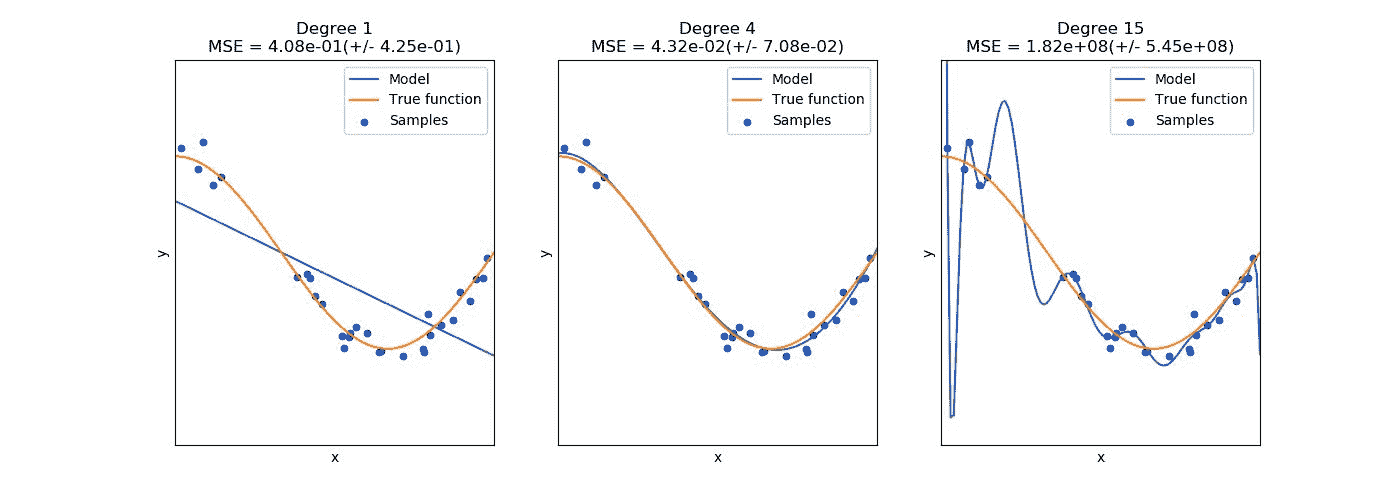 Degree 1
MSE = 4.08e-01(+/- 4.25e-01)
Model
True function
Samples
y
x
Degree 4
MSE = 4.32e-02(+/- 7.08e-02)
Model
True function
Samples
y
x
Degree 15
MSE = 1.82e+08(+/- 5.45e+08)
Model
True function
Samples
y
x